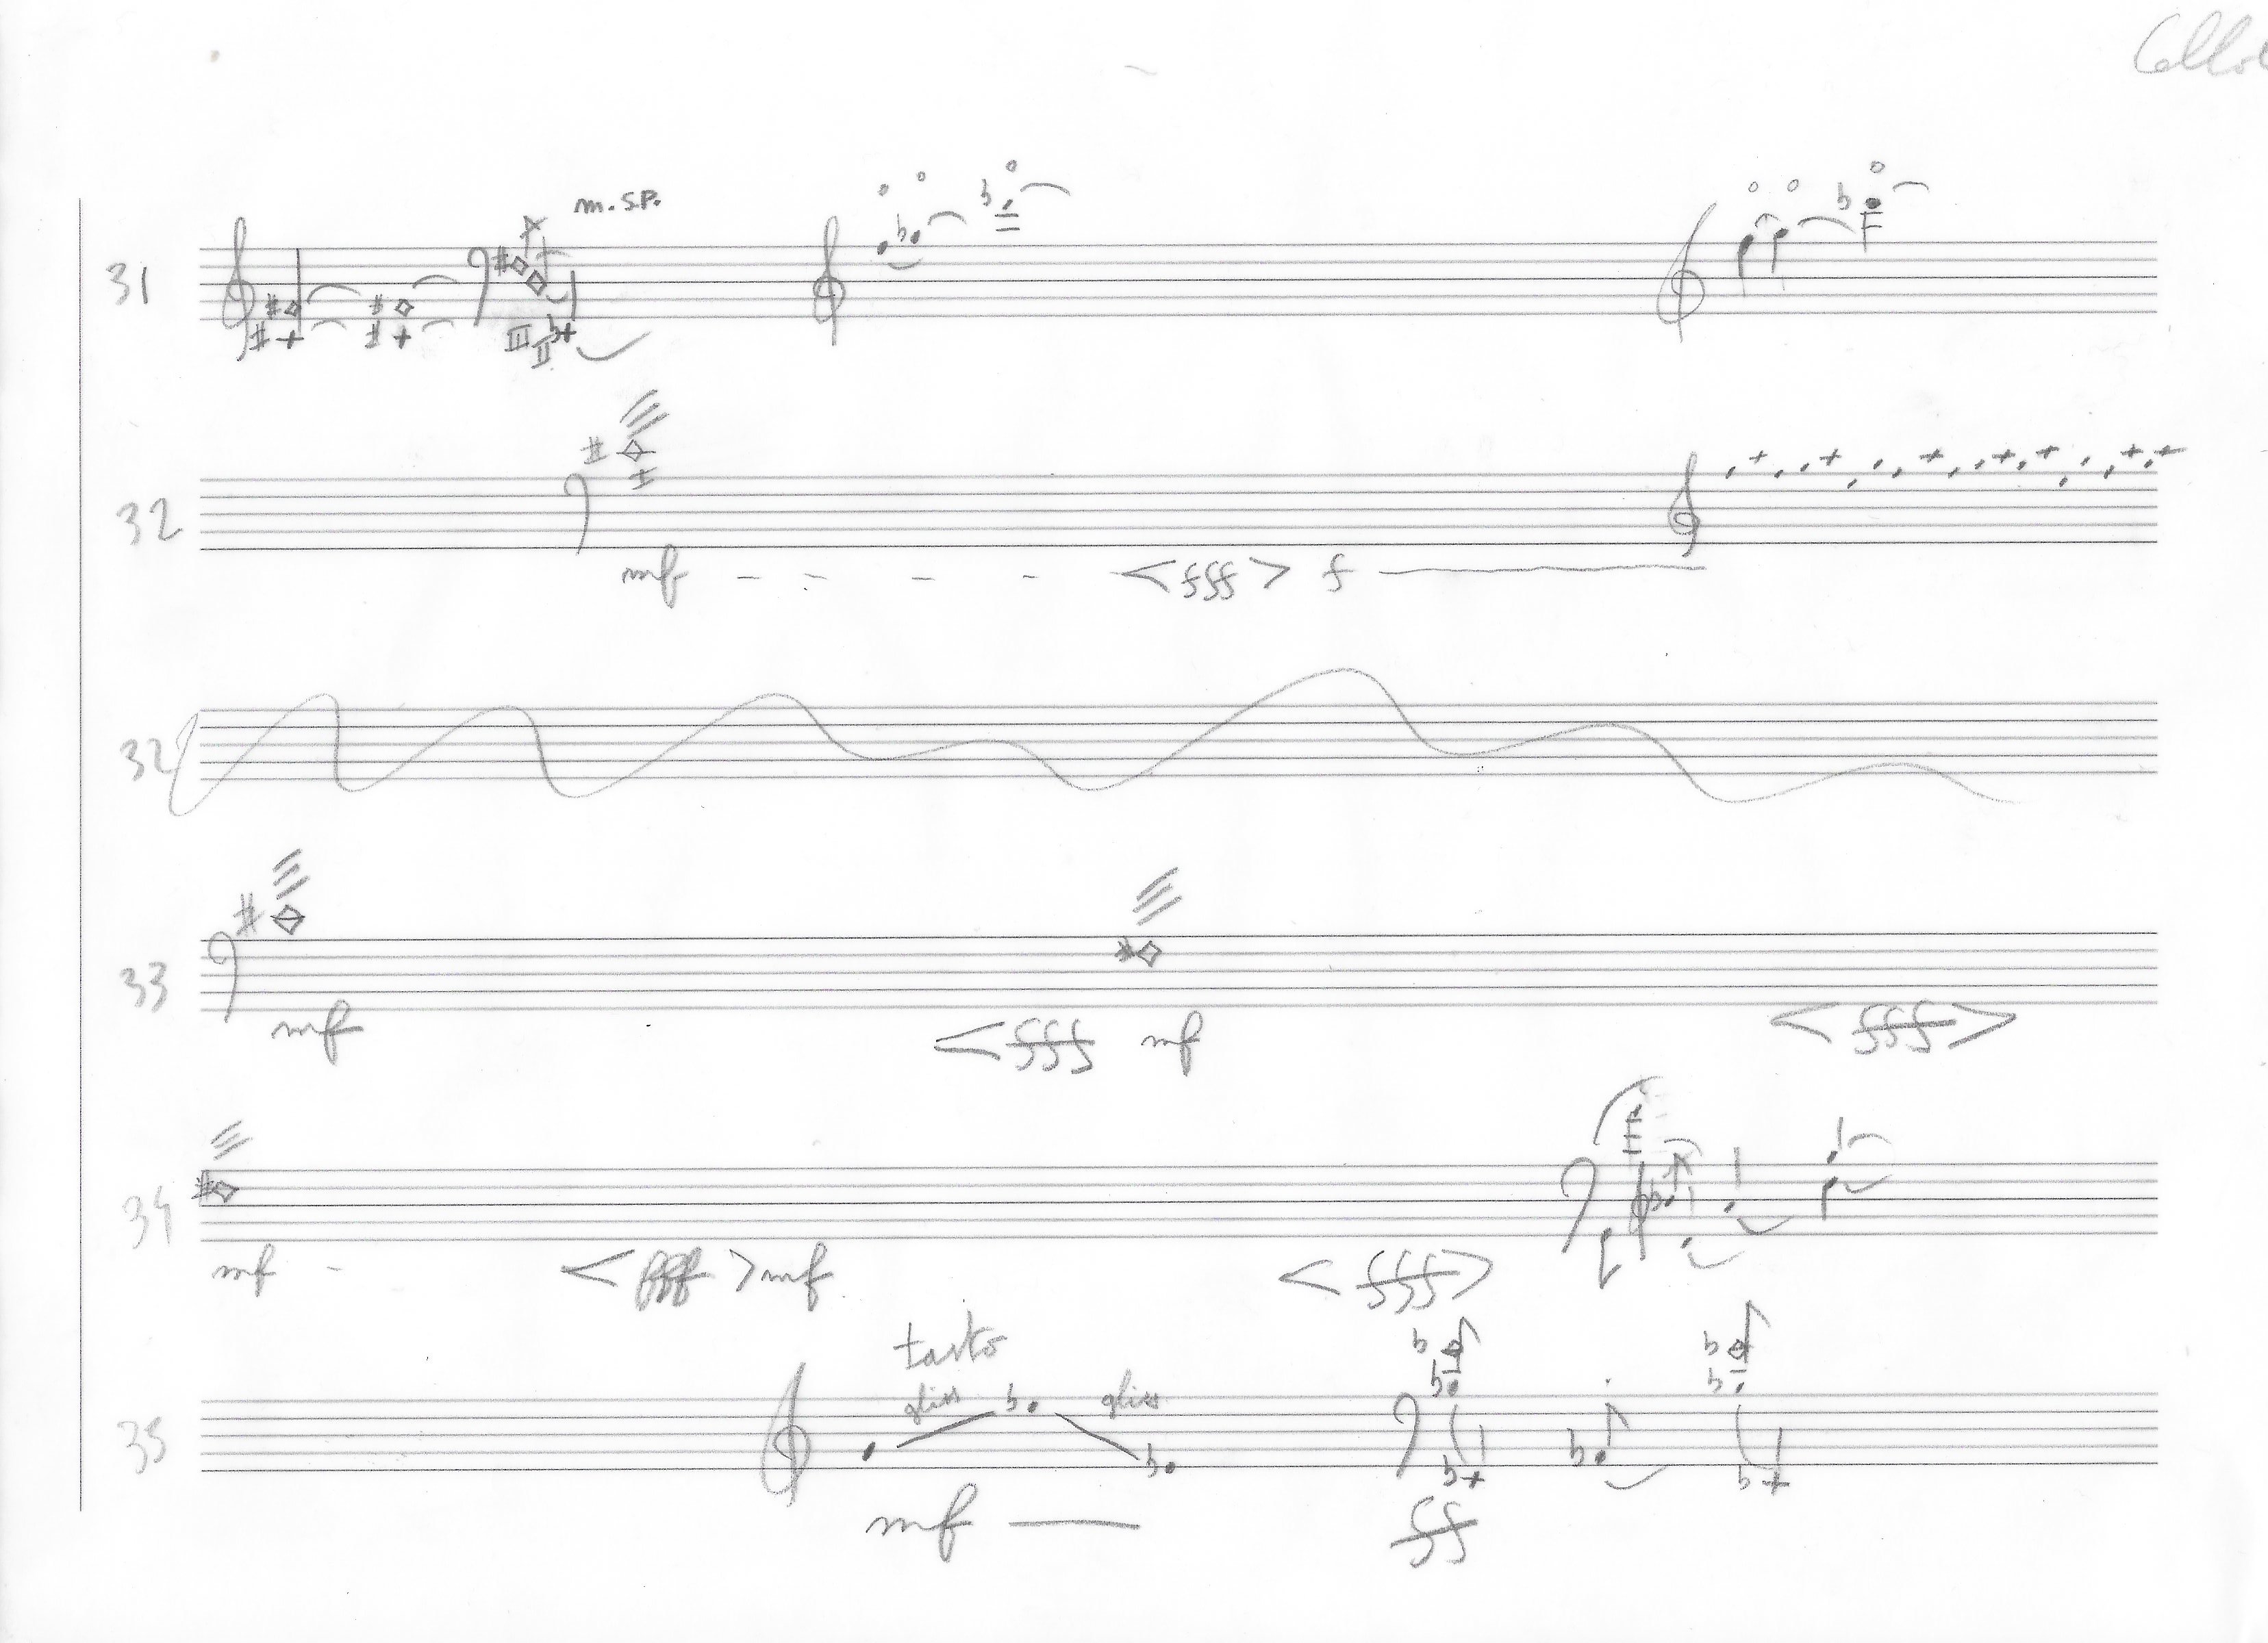 m. S.P.
31
III
II
32
mf - - - - < fff > f
32
33
mf < fff mf < fff >
34
mf - < fff > mf < fff >
tasto
gliss gliss
35
mf ff